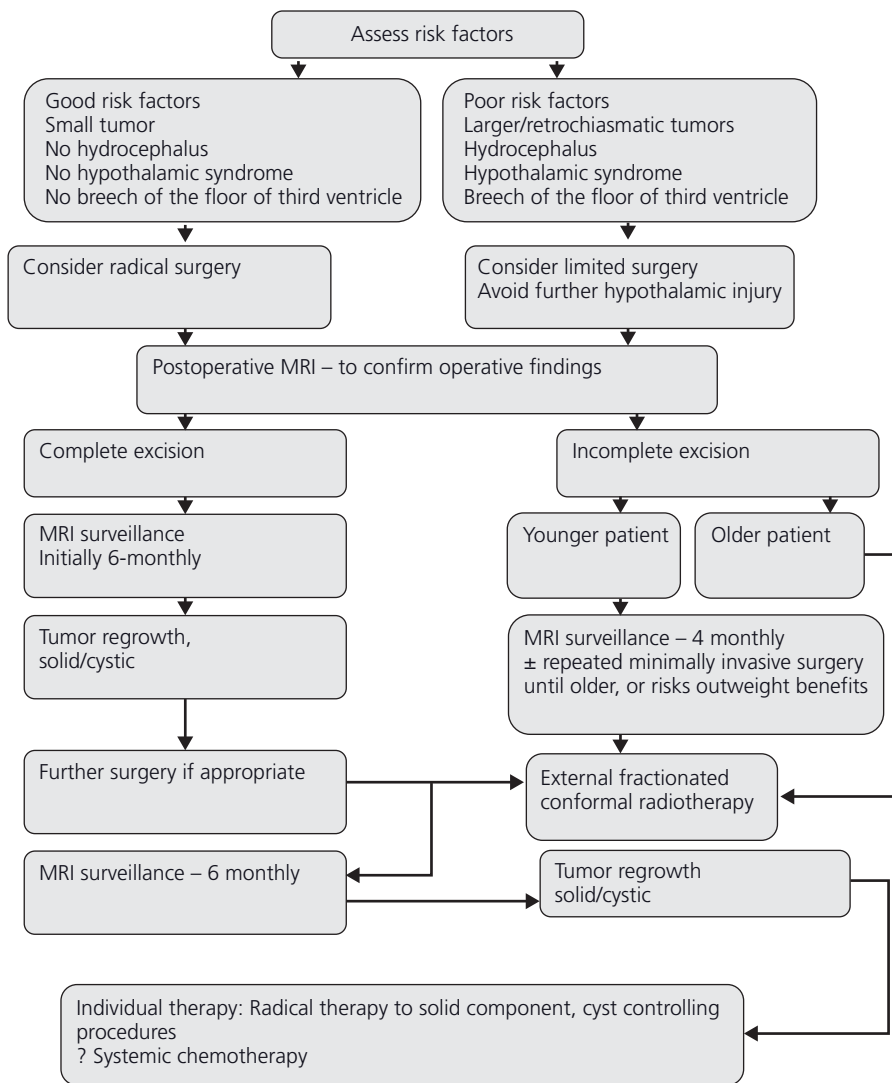 Assess risk factors
Good risk factors
Small tumor
No hydrocephalus
No hypothalamic syndrome
No breech of the floor of third ventricle
Poor risk factors
Larger/retrochiasmatic tumors
Hydrocephalus
Hypothalamic syndrome
Breech of the floor of third ventricle
Consider radical surgery
Consider limited surgery
Avoid further hypothalamic injury
Postoperative MRI – to confirm operative findings
Complete excision
Incomplete excision
MRI surveillance
Initially 6-monthly
Younger patient
Older patient
Tumor regrowth,
solid/cystic
MRI surveillance – 4 monthly
± repeated minimally invasive surgery
until older, or risks outweight benefits
Further surgery if appropriate
External fractionated
conformal radiotherapy
MRI surveillance – 6 monthly
Tumor regrowth
solid/cystic
Individual therapy: Radical therapy to solid component, cyst controlling
procedures
? Systemic chemotherapy